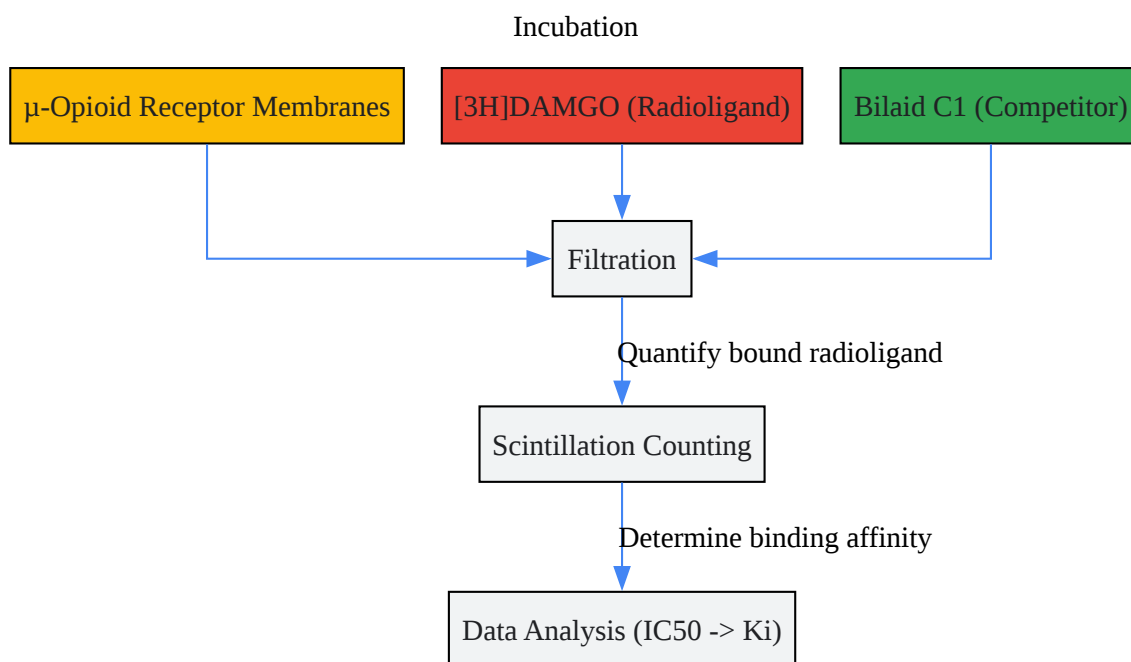 Incubation
µ-Opioid Receptor Membranes
[3H]DAMGO (Radioligand)
Bilaid C1 (Competitor)
Filtration
Quantify bound radioligand
Scintillation Counting
Determine binding affinity
Data Analysis (IC50 -> Ki)